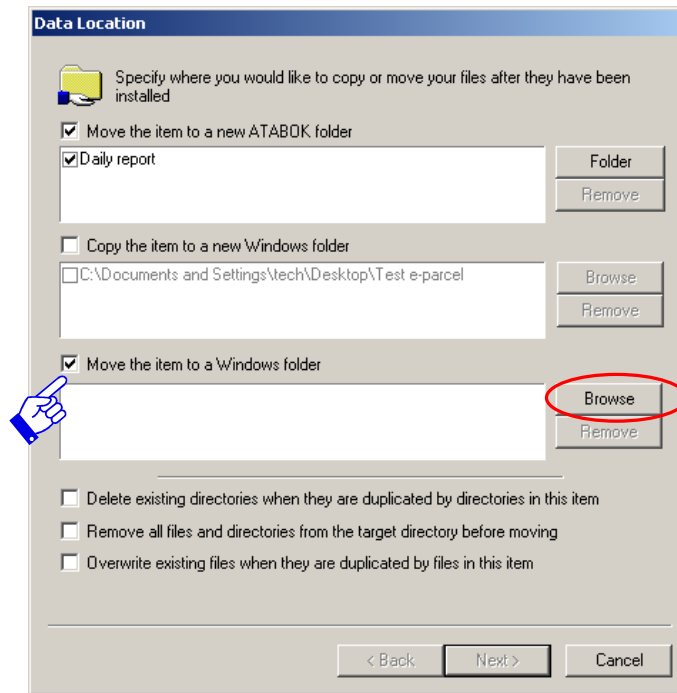 Data Location
Specify where you would like to copy or move your files after they have been
installed
Move the item to a new ATABOK folder
Daily report
Folder
Remove
Copy the item to a new Windows folder
C:\Documents and Settings\tech\Desktop\Test e-parcel
Browse
Remove
Move the item to a Windows folder
Browse
Remove
Delete existing directories when they are duplicated by directories in this item
Remove all files and directories from the target directory before moving
Overwrite existing files when they are duplicated by files in this item
< Back
Next >
Cancel